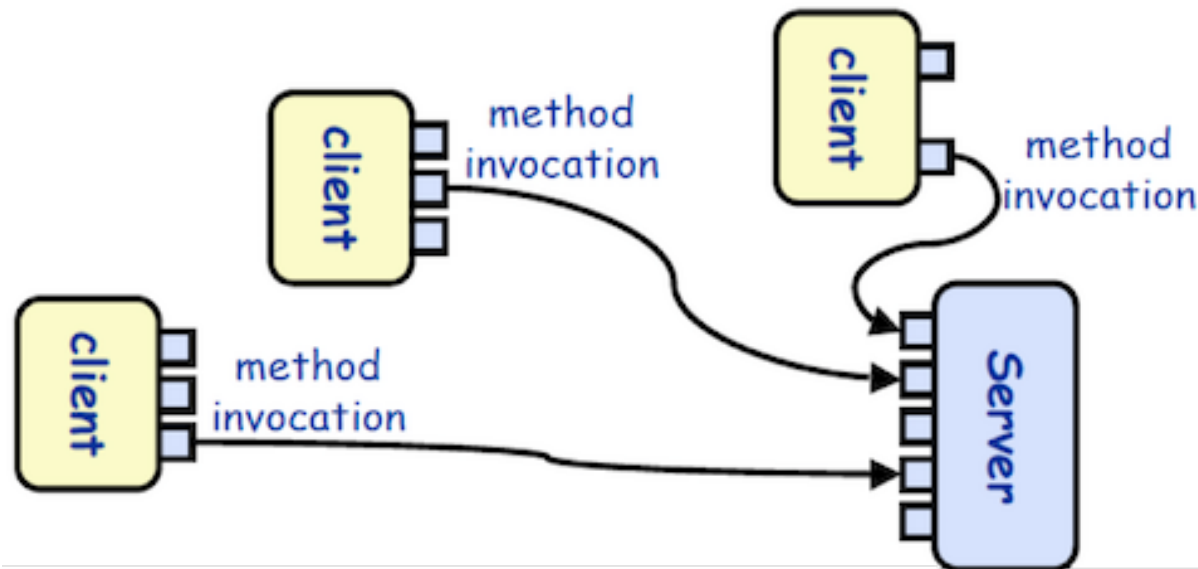 client
method
invocation
client
method
invocation
client
method
invocation
Server